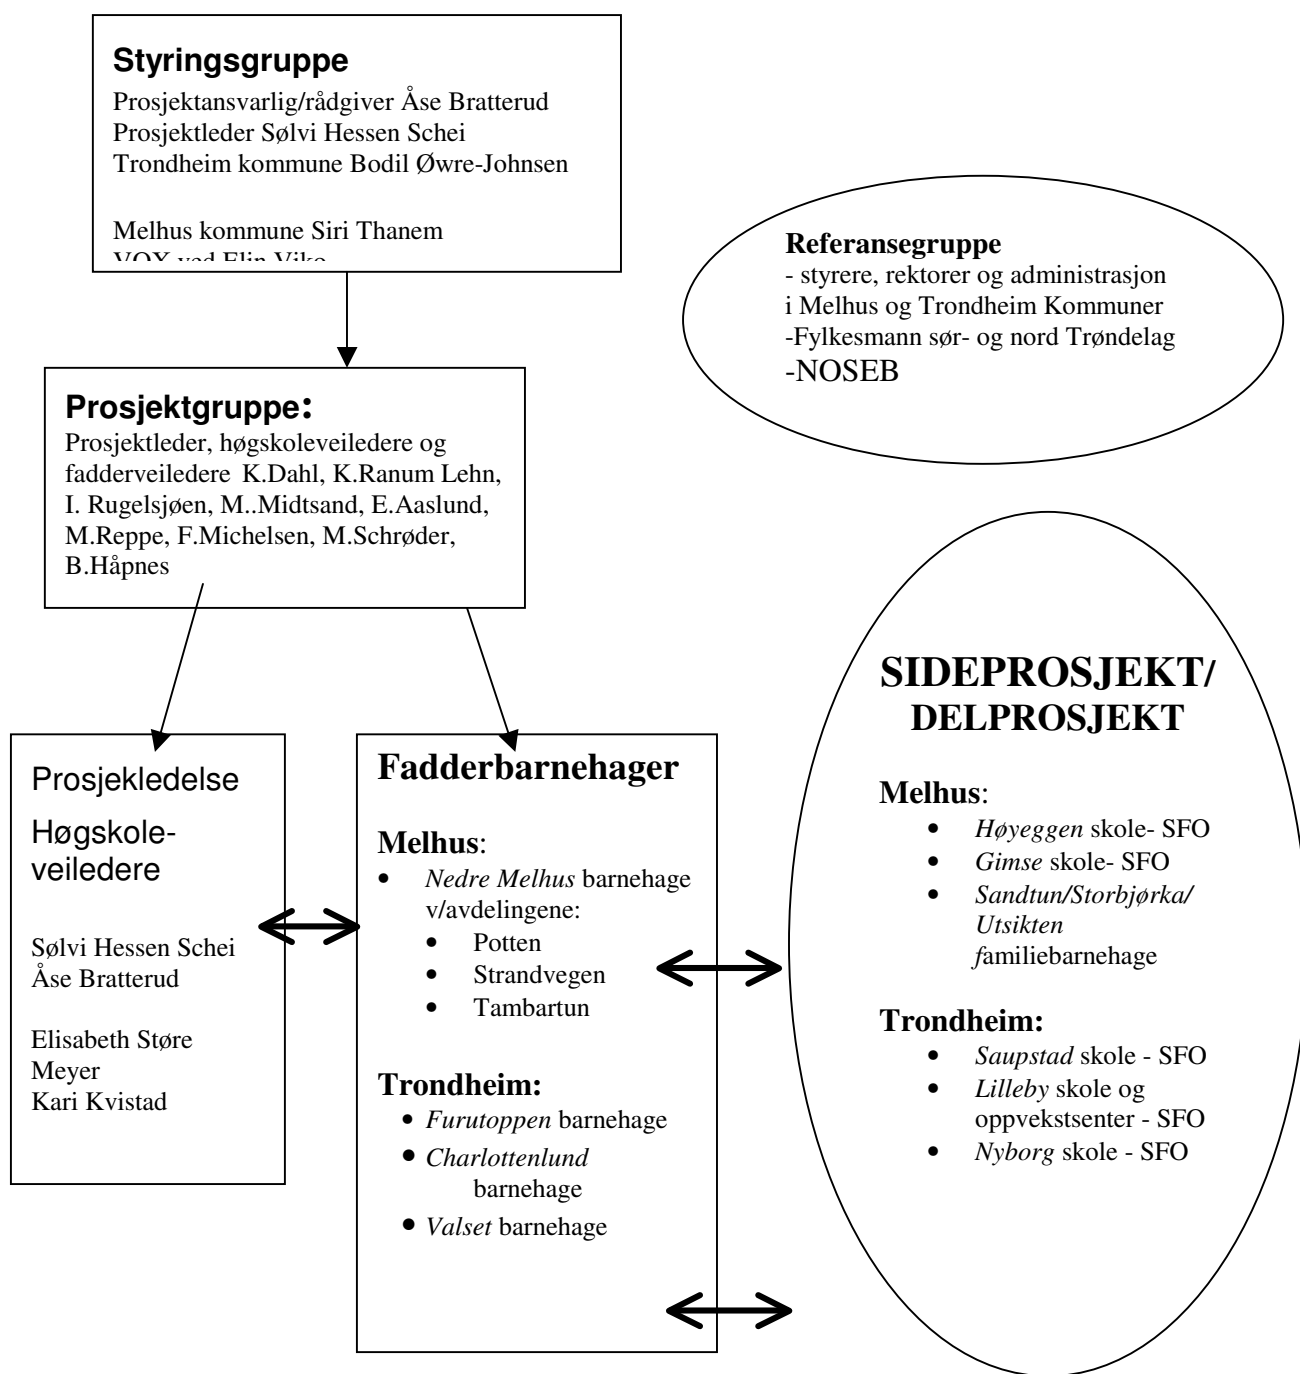 Styringsgruppe
Prosjektansvarlig/rådgiver Åse Bratterud
Prosjektleder Sølvi Hessen Schei
Trondheim kommune Bodil Øwre-Johnsen
Melhus kommune Siri Thanem
VOX ved Elin Viko
Referansegruppe
- styrere, rektorer og administrasjon
i Melhus og Trondheim Kommuner
-Fylkesmann sør- og nord Trøndelag
-NOSEB
Prosjektgruppe:
Prosjektleder, høgskoleveiledere og
fadderveiledere K.Dahl, K.Ranum Lehn,
I. Rugelsjøen, M..Midtsand, E.Aaslund,
M.Reppe, F.Michelsen, M.Schrøder,
B.Håpnes
Prosjekledelse
Høgskole-
veiledere
Sølvi Hessen Schei
Åse Bratterud
Elisabeth Støre
Meyer
Kari Kvistad
Fadderbarnehager
Melhus:
• Nedre Melhus barnehage
v/avdelingene:
• Potten
• Strandvegen
• Tambartun
Trondheim:
• Furutoppen barnehage
• Charlottenlund
barnehage
• Valset barnehage
SIDEPROSJEKT/
DELPROSJEKT
Melhus:
• Høyeggen skole- SFO
• Gimse skole- SFO
• Sandtun/Storbjørka/
Utsikten
familiebarnehage
Trondheim:
• Saupstad skole - SFO
• Lilleby skole og
oppvekstsenter - SFO
• Nyborg skole - SFO